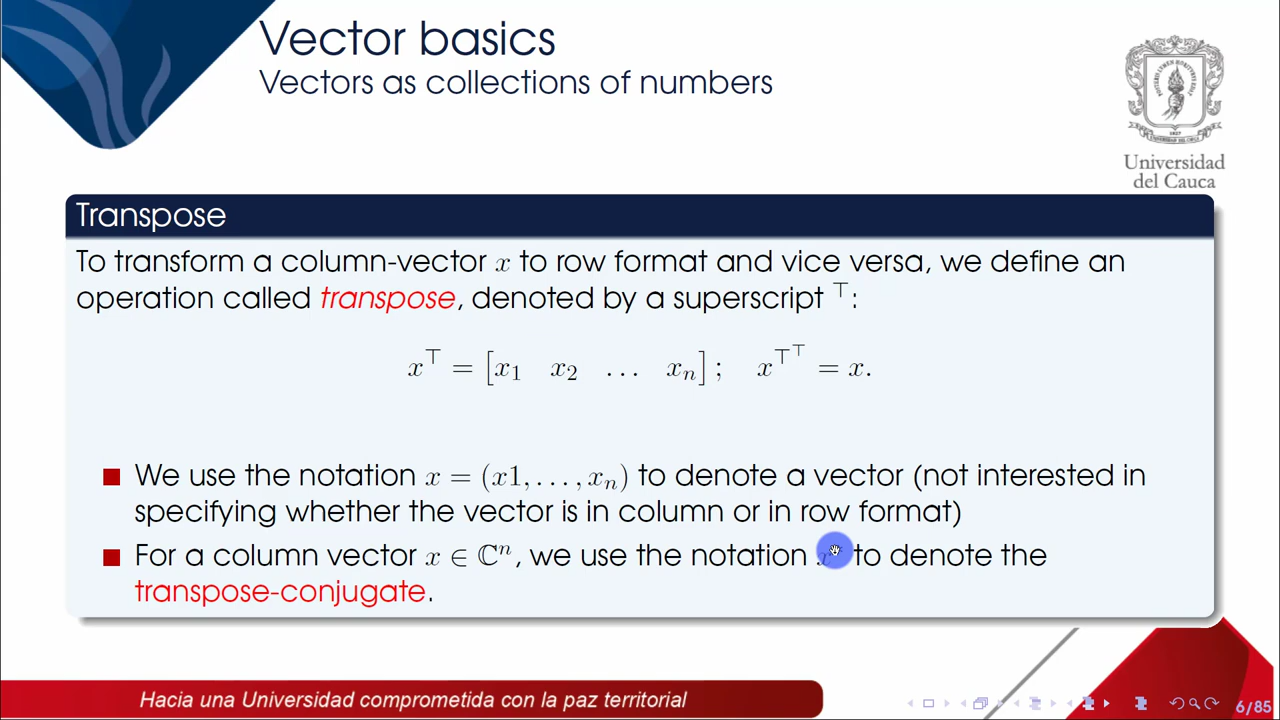 Vector basics
Vectors as collections of numbers
Universidad
del Cauca
Transpose
To transform a column-vector x to row format and vice versa, we define an
operation called transpose, denoted by a superscript ⊤:
x^⊤ = [x₁ x₂ … xₙ]; x^⊤^⊤ = x.
We use the notation x = (x1, …, xₙ) to denote a vector (not interested in
specifying whether the vector is in column or in row format)
For a column vector x ∈ ℂⁿ, we use the notation to denote the
transpose-conjugate.
Hacia una Universidad comprometida con la paz territorial
6/85